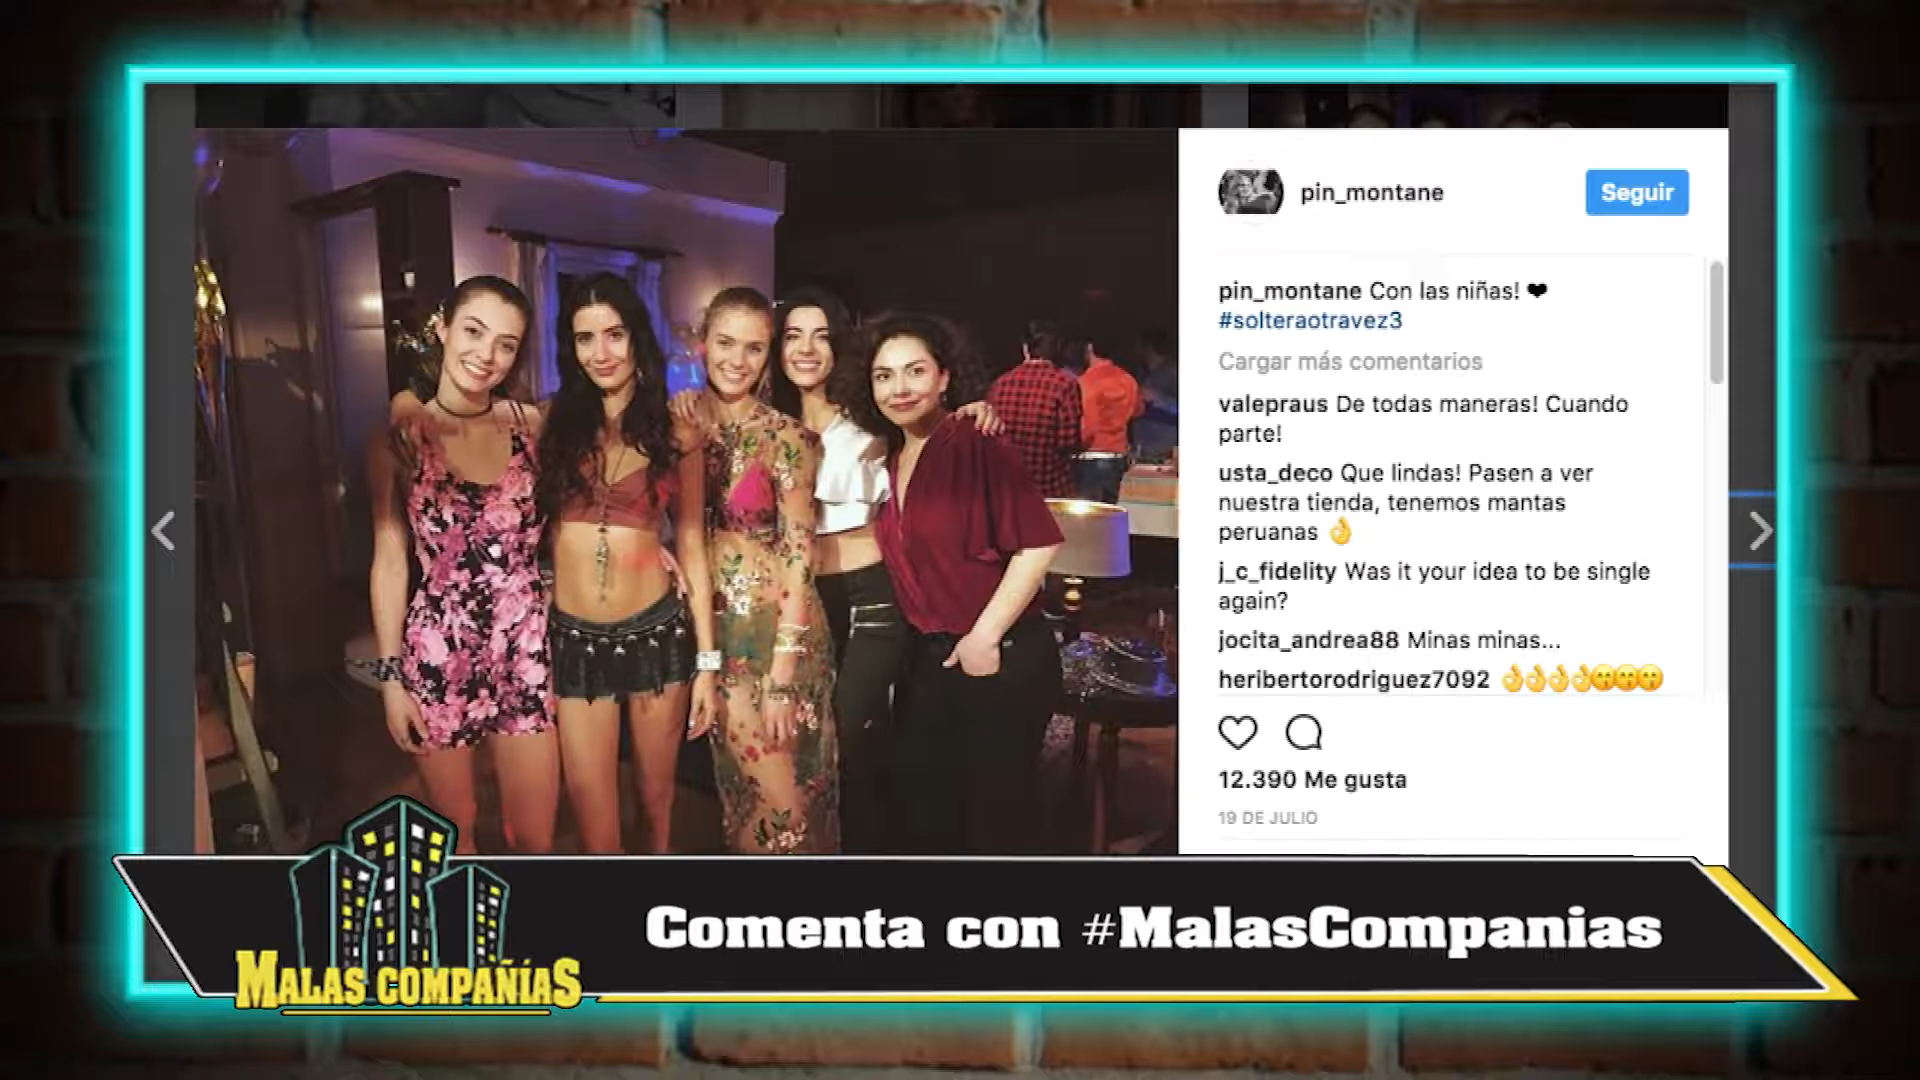 pin_montane
Seguir
pin_montane Con las niñas! ❤
#solteraotravez3
Cargar más comentarios
valepraus De todas maneras! Cuando
parte!
usta_deco Que lindas! Pasen a ver
nuestra tienda, tenemos mantas
peruanas 👌
j_c_fidelity Was it your idea to be single
again?
jocita_andrea88 Minas minas...
heribertorodriguez7092 👌👌👌👌😙😙😙
12.390 Me gusta
19 DE JULIO
MALAS COMPAÑÍAS
Comenta con #MalasCompanias